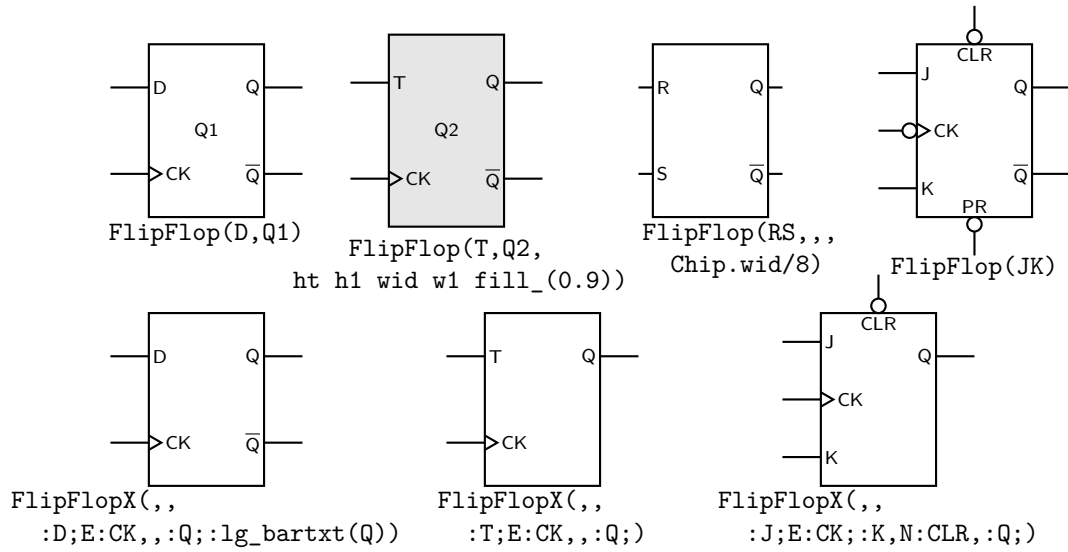 CLR
D Q
T Q
R Q
J Q
Q1
Q2
CK
CK Q̅
CK Q̅
S Q̅
K Q̅
PR
FlipFlop(D,Q1)
FlipFlop(T,Q2,
ht h1 wid w1 fill_(0.9))
FlipFlop(RS,,,
Chip.wid/8)
FlipFlop(JK)
D Q
CK Q̅
T Q
CK
CLR
J Q
CK
K
FlipFlopX(,,
:D;E:CK,,:Q;:lg_bartxt(Q))
FlipFlopX(,,
:T;E:CK,,:Q;)
FlipFlopX(,,
:J;E:CK;:K,N:CLR,:Q;)